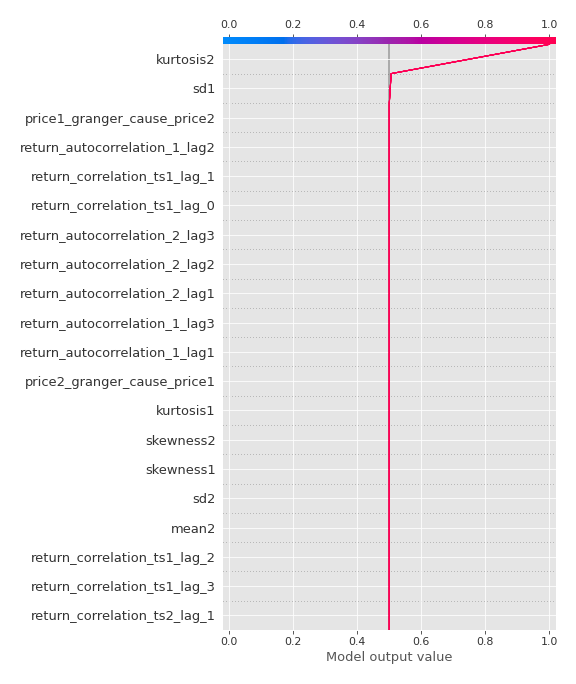 0.0 0.2 0.4 0.6 0.8 1.0
kurtosis2
sd1
price1_granger_cause_price2
return_autocorrelation_1_lag2
return_correlation_ts1_lag_1
return_correlation_ts1_lag_0
return_autocorrelation_2_lag3
return_autocorrelation_2_lag2
return_autocorrelation_2_lag1
return_autocorrelation_1_lag3
return_autocorrelation_1_lag1
price2_granger_cause_price1
kurtosis1
skewness2
skewness1
sd2
mean2
return_correlation_ts1_lag_2
return_correlation_ts1_lag_3
return_correlation_ts2_lag_1
0.0 0.2 0.4 0.6 0.8 1.0
Model output value